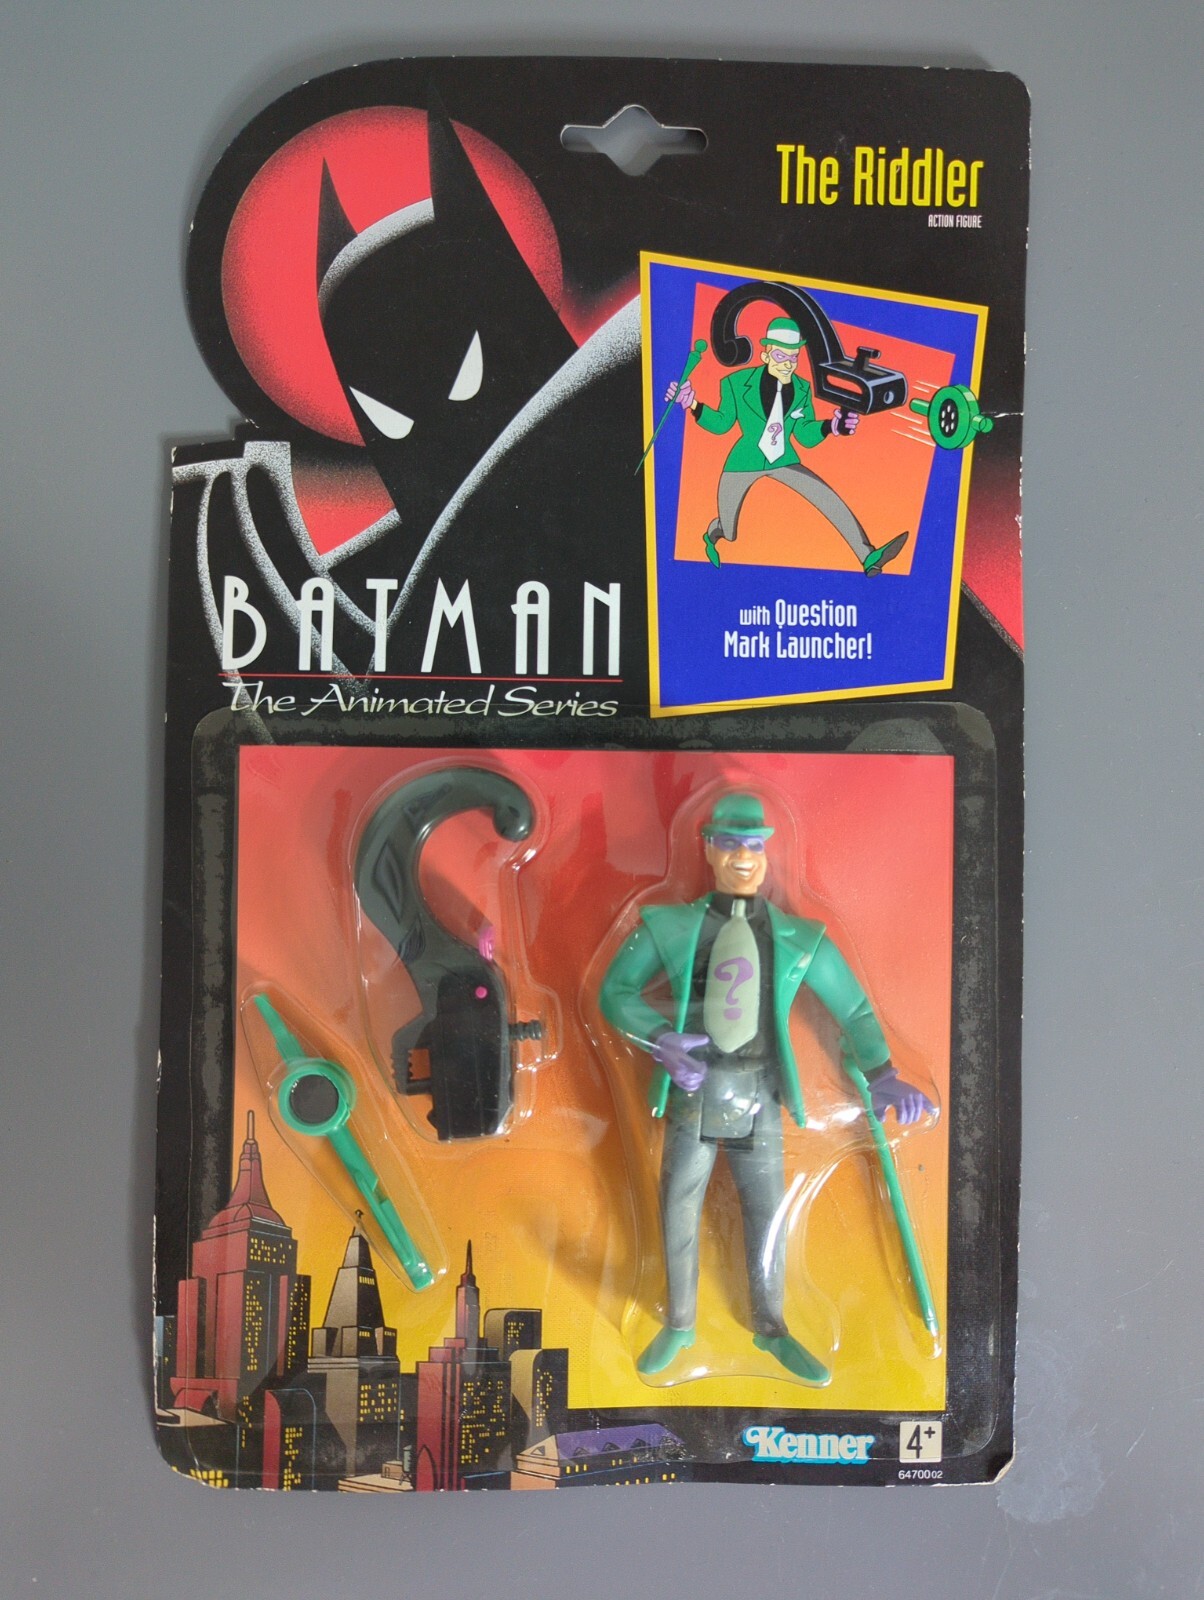 The Riddler
ACTION FIGURE
?
with Question
Mark Launcher!
BATMAN
The Animated Series
?
Kenner
4+
6470002